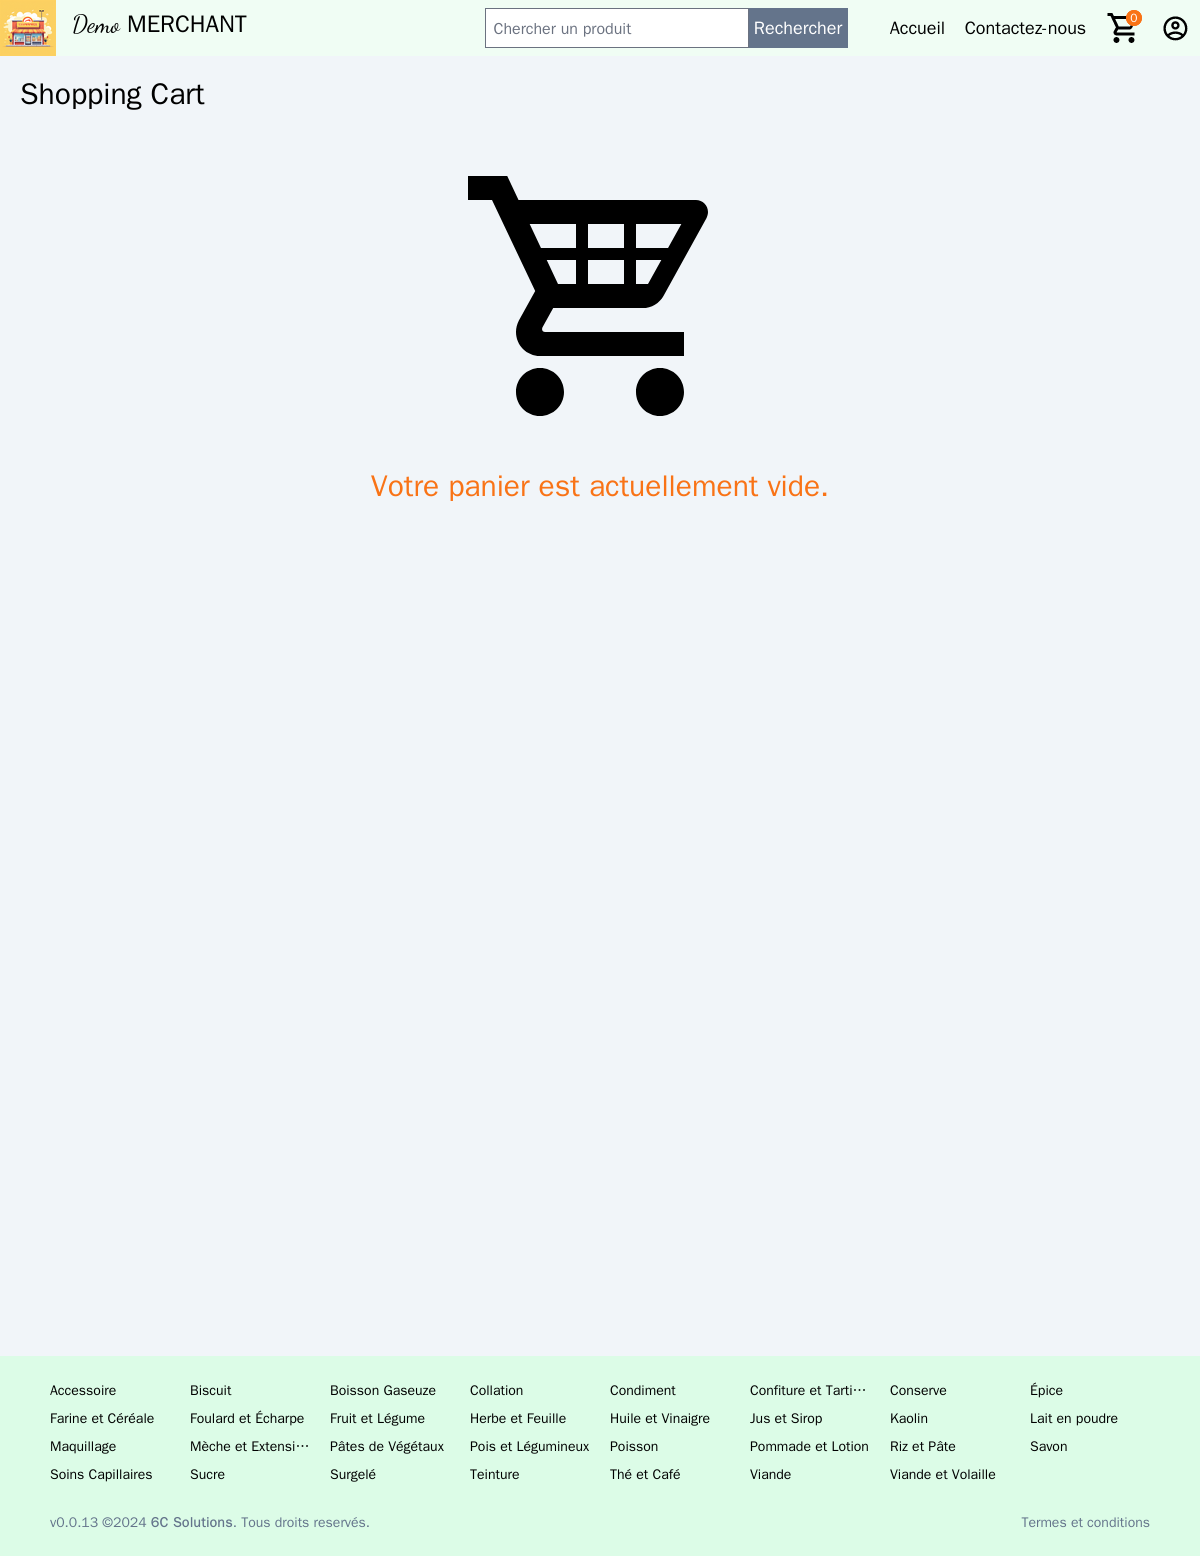 Demo MERCHANT
Chercher un produit
Rechercher
Accueil
Contactez-nous
0
Shopping Cart
Votre panier est actuellement vide.
Accessoire Biscuit Boisson Gaseuze Collation Condiment Confiture et Tarti… Conserve Épice
Farine et Céréale Foulard et Écharpe Fruit et Légume Herbe et Feuille Huile et Vinaigre Jus et Sirop Kaolin Lait en poudre
Maquillage Mèche et Extensi… Pâtes de Végétaux Pois et Légumineux Poisson Pommade et Lotion Riz et Pâte Savon
Soins Capillaires Sucre Surgelé Teinture Thé et Café Viande Viande et Volaille
v0.0.13 ©2024 6C Solutions. Tous droits reservés.
Termes et conditions